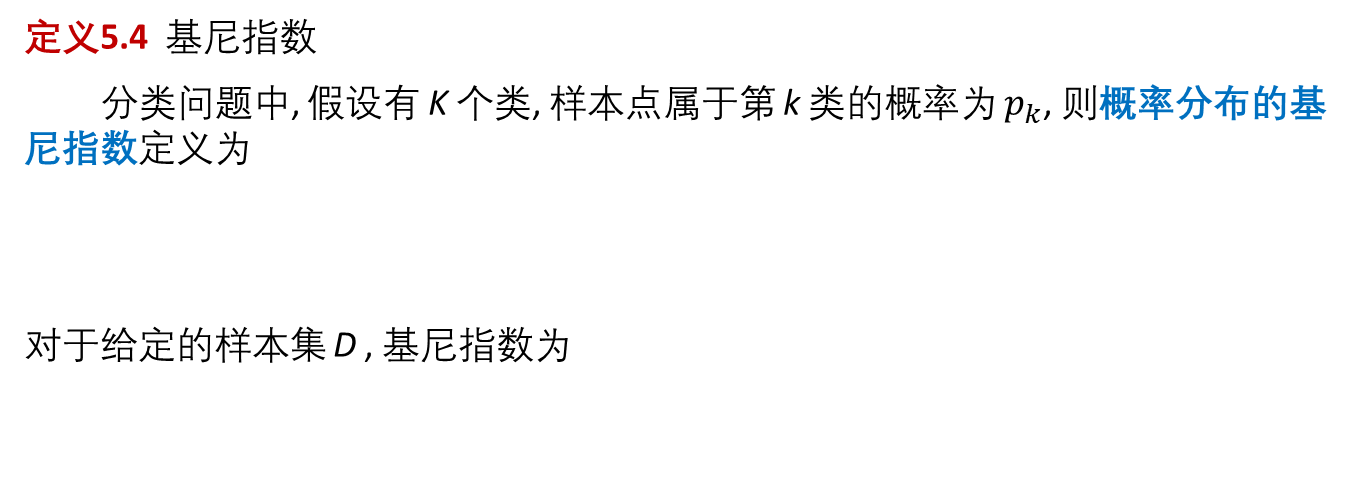 定义5.4 基尼指数
分类问题中, 假设有 K 个类, 样本点属于第 k 类的概率为 pₖ, 则概率分布的基
尼指数定义为
对于给定的样本集 D , 基尼指数为